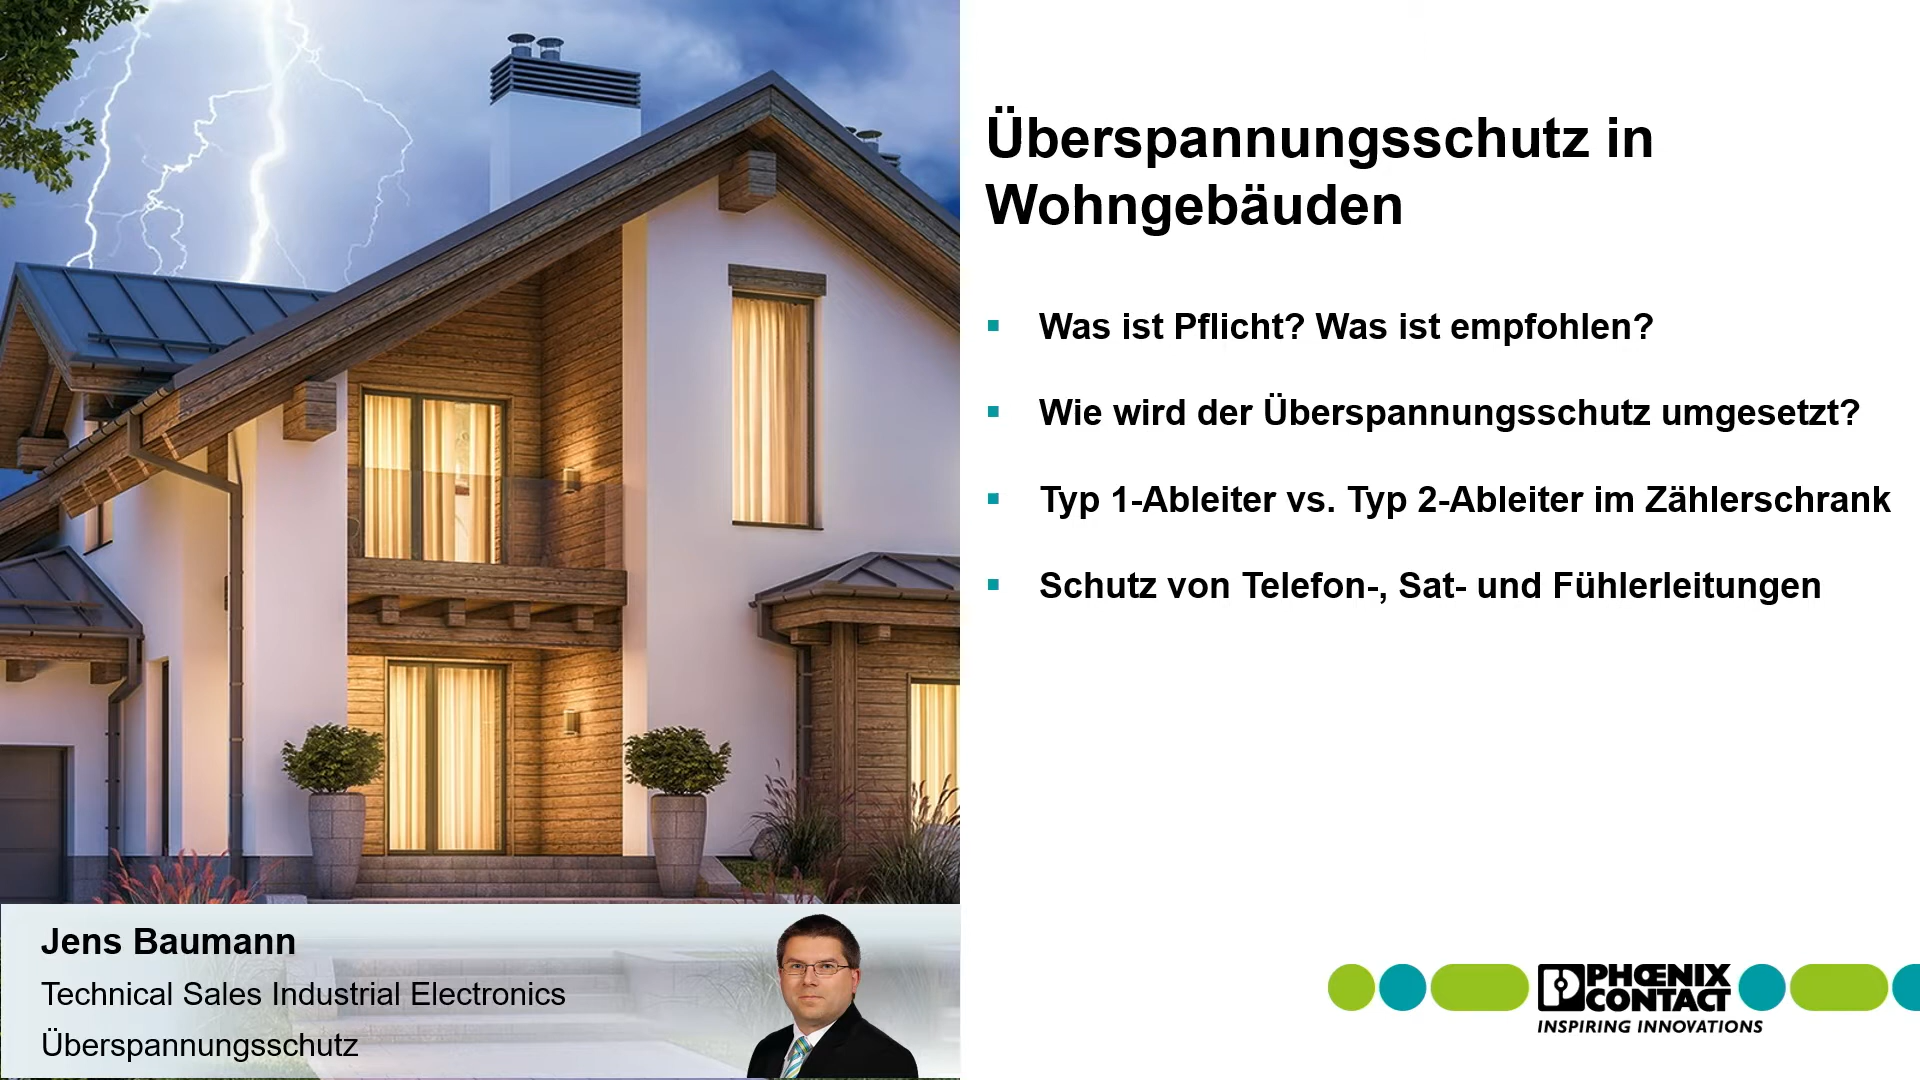 Überspannungsschutz in
Wohngebäuden
Was ist Pflicht? Was ist empfohlen?
Wie wird der Überspannungsschutz umgesetzt?
Typ 1-Ableiter vs. Typ 2-Ableiter im Zählerschrank
Schutz von Telefon-, Sat- und Fühlerleitungen
Jens Baumann
Technical Sales Industrial Electronics
Überspannungsschutz
PHŒNIX
CONTACT
INSPIRING INNOVATIONS